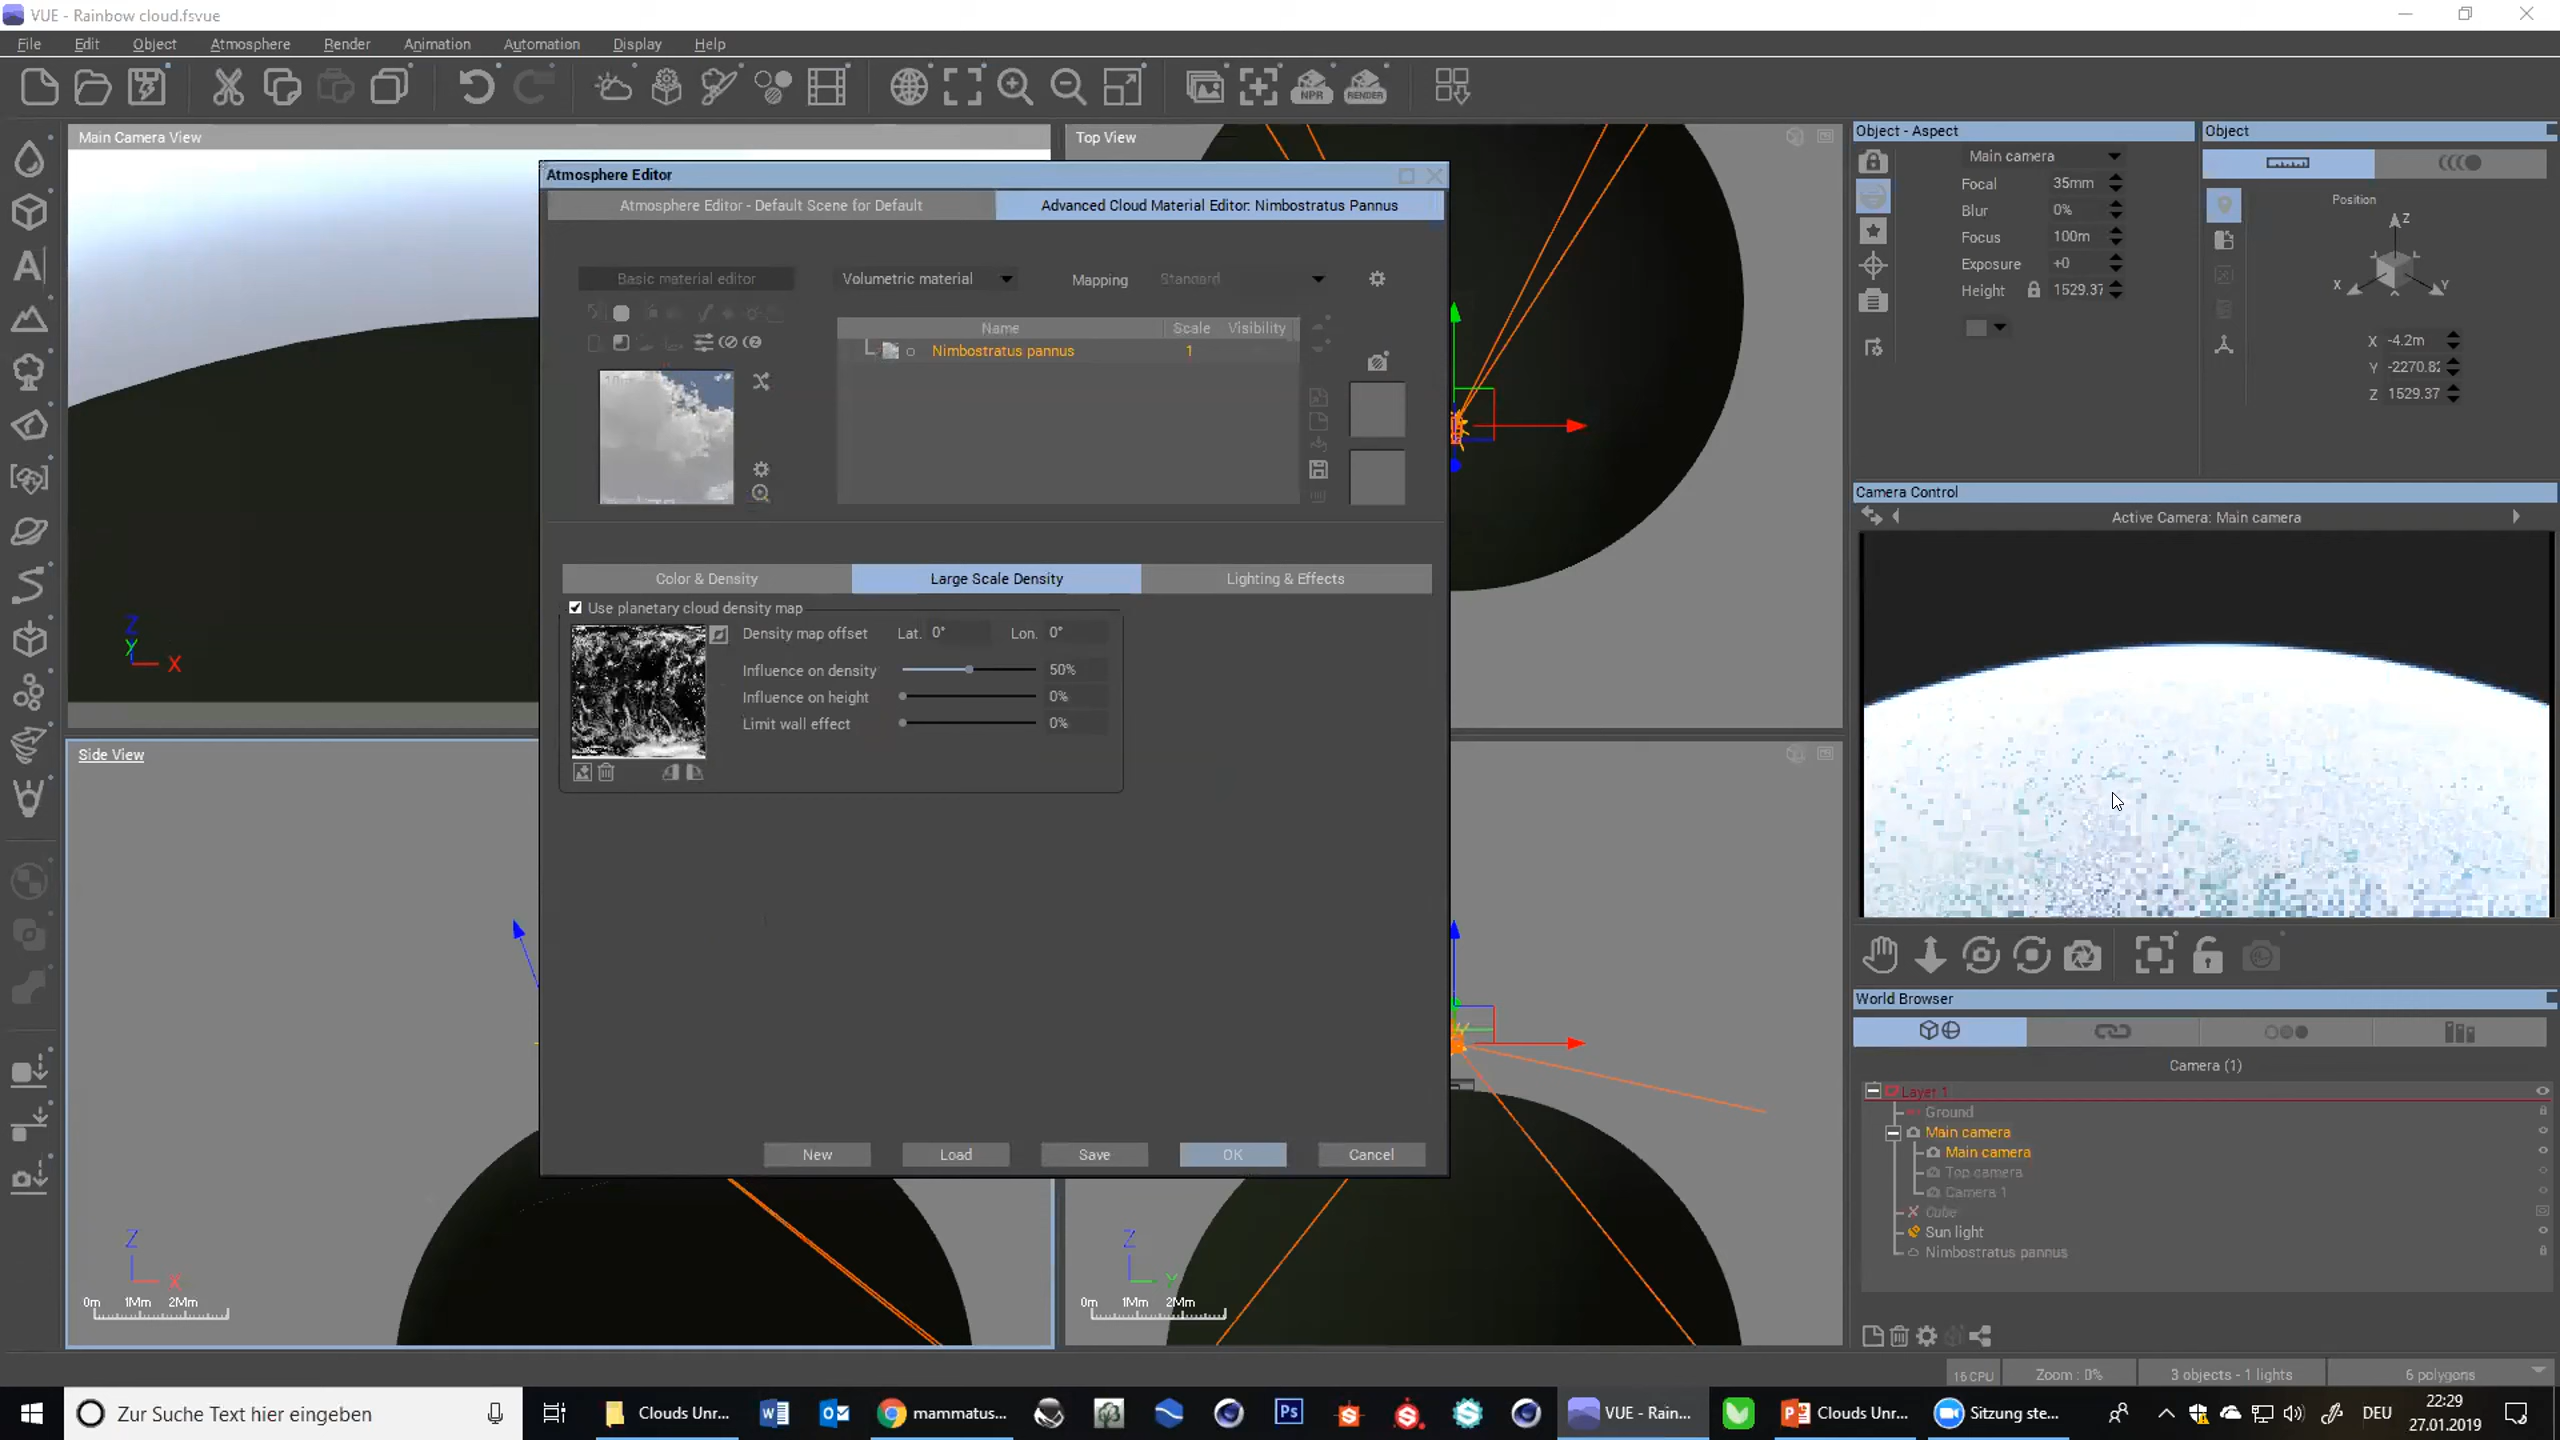 VUE - Rainbow cloud.fsvue
File Edit Object Atmosphere Render Animation Automation Display Help
NPR RENDER
Main Camera View
Top View
Atmosphere Editor
Atmosphere Editor - Default Scene for Default
Advanced Cloud Material Editor: Nimbostratus Pannus
Basic material editor
Volumetric material
Mapping
Standard
Name Scale Visibility
Nimbostratus pannus 1
Color & Density
Large Scale Density
Lighting & Effects
Use planetary cloud density map
Density map offset Lat. 0° Lon. 0°
Influence on density 50%
Influence on height 0%
Limit wall effect 0%
New Load Save OK Cancel
Z
Y
X
Side View
Z
X
0m 1Mm 2Mm
Z
Y
0m 1Mm 2Mm
Object - Aspect
Main camera
Focal 35mm
Blur 0%
Focus 100m
Exposure +0
Height 1529.37
Object
Position
Z
X Y
X -4.2m
Y -2270.82
Z 1529.37
Camera Control
Active Camera: Main camera
World Browser
Camera (1)
Layer 1
Ground
Main camera
Main camera
Top camera
Camera 1
Cube
Sun light
Nimbostratus pannus
16 CPU Zoom : 0% 3 objects - 1 lights 6 polygons
Zur Suche Text hier eingeben
Clouds Unr...
mammatus...
Ps
VUE - Rain...
Clouds Unr...
Sitzung ste...
DEU
22:29
27.01.2019